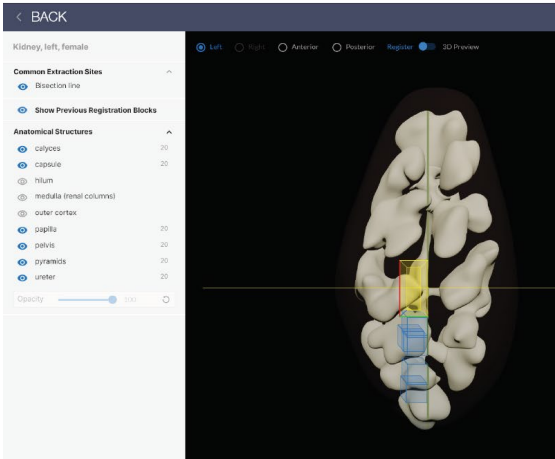 < BACK
Kidney, left, female
Left Right Anterior Posterior Register 3D Preview
Common Extraction Sites
Bisection line
Show Previous Registration Blocks
Anatomical Structures
calyces 20
capsule 20
hilum
medulla (renal columns)
outer cortex
papilla 20
pelvis 20
pyramids 20
ureter 20
Opacity 100